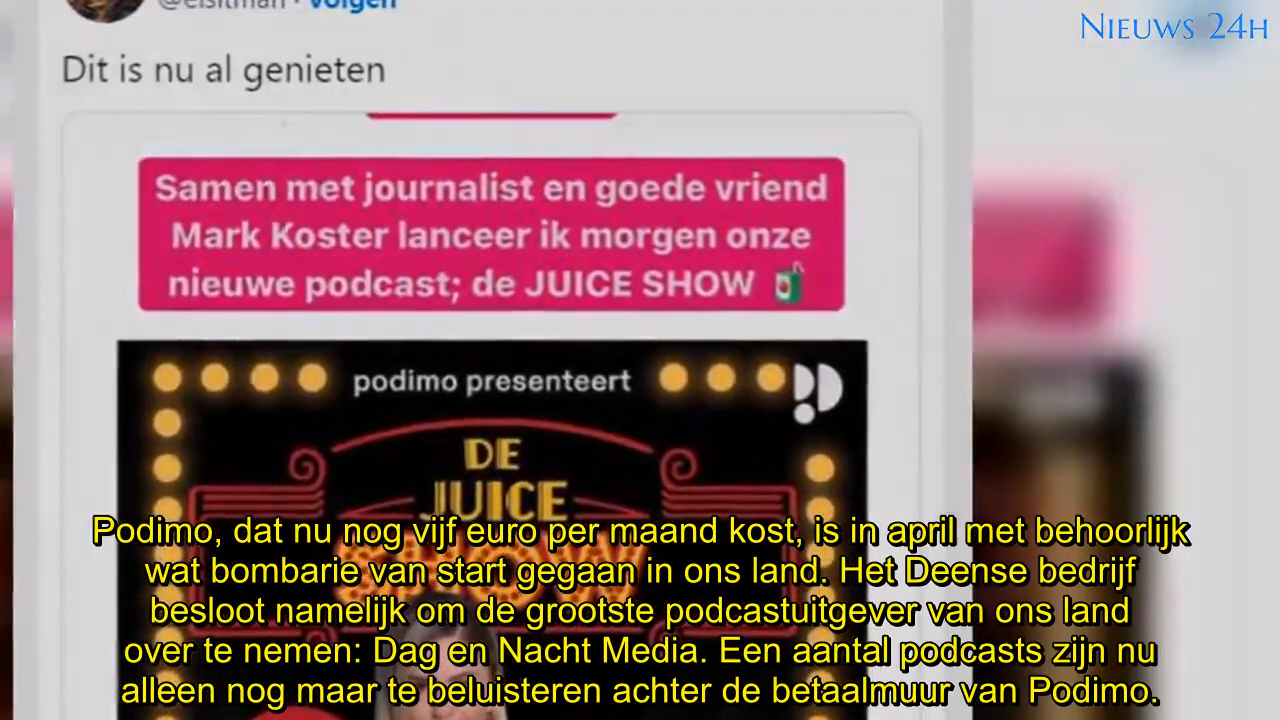 @elsitman · Volgen
NIEUWS 24H
Dit is nu al genieten
Samen met journalist en goede vriend
Mark Koster lanceer ik morgen onze
nieuwe podcast; de JUICE SHOW
podimo presenteert
DE
JUICE
SHOW
Podimo, dat nu nog vijf euro per maand kost, is in april met behoorlijk
wat bombarie van start gegaan in ons land. Het Deense bedrijf
besloot namelijk om de grootste podcastuitgever van ons land
over te nemen: Dag en Nacht Media. Een aantal podcasts zijn nu
alleen nog maar te beluisteren achter de betaalmuur van Podimo.